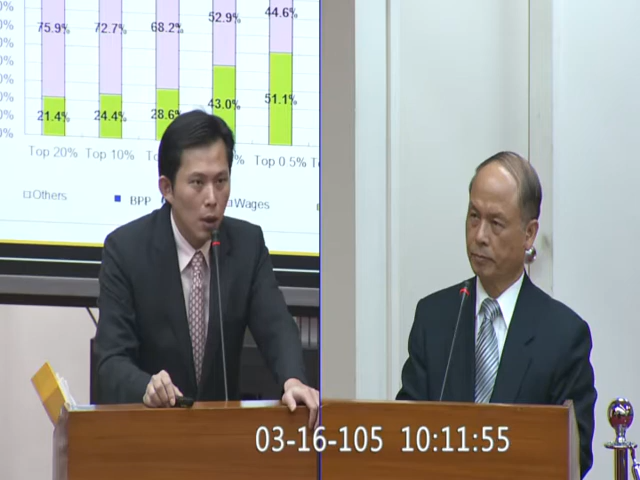 52.9% 44.6%
75.9% 72.7% 68.2%
43.0% 51.1%
21.4% 24.4% 28.6%
Top 20% Top 10% Top 0.5%
Others BPP Wages
03-16-105 10:11:55